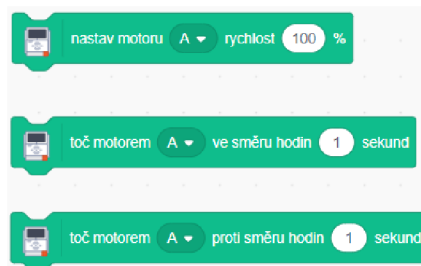 nastav motoru A rychlost 100 %
toč motorem A ve směru hodin 1 sekund
toč motorem A proti směru hodin 1 sekund